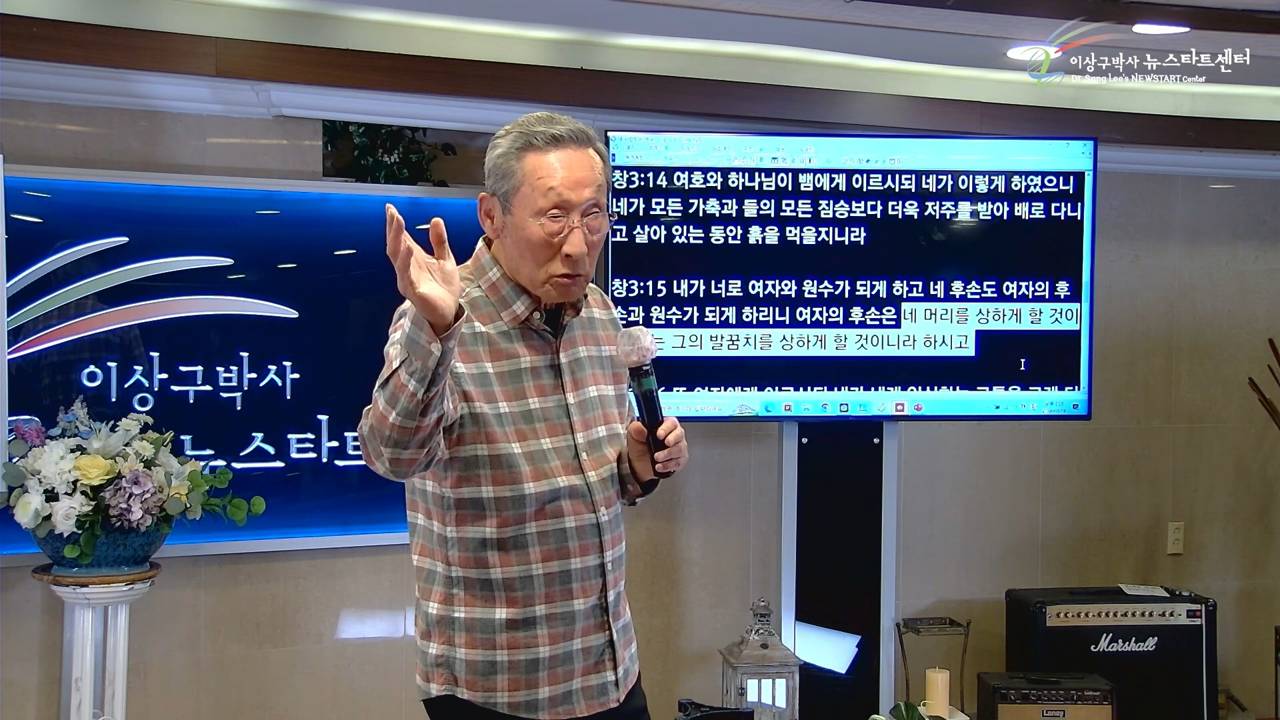 이상구박사 뉴스타트센터
Dr. Sang Lee's NEWSTART Center
창3:14 여호와 하나님이 뱀에게 이르시되 네가 이렇게 하였으니
네가 모든 가축과 들의 모든 짐승보다 더욱 저주를 받아 배로 다니
고 살아 있는 동안 흙을 먹을지니라
창3:15 내가 너로 여자와 원수가 되게 하고 네 후손도 여자의 후
손과 원수가 되게 하리니 여자의 후손은 네 머리를 상하게 할 것이
는 그의 발꿈치를 상하게 할 것이니라 하시고
이상구박사
뉴스타트
Marshall
Laney